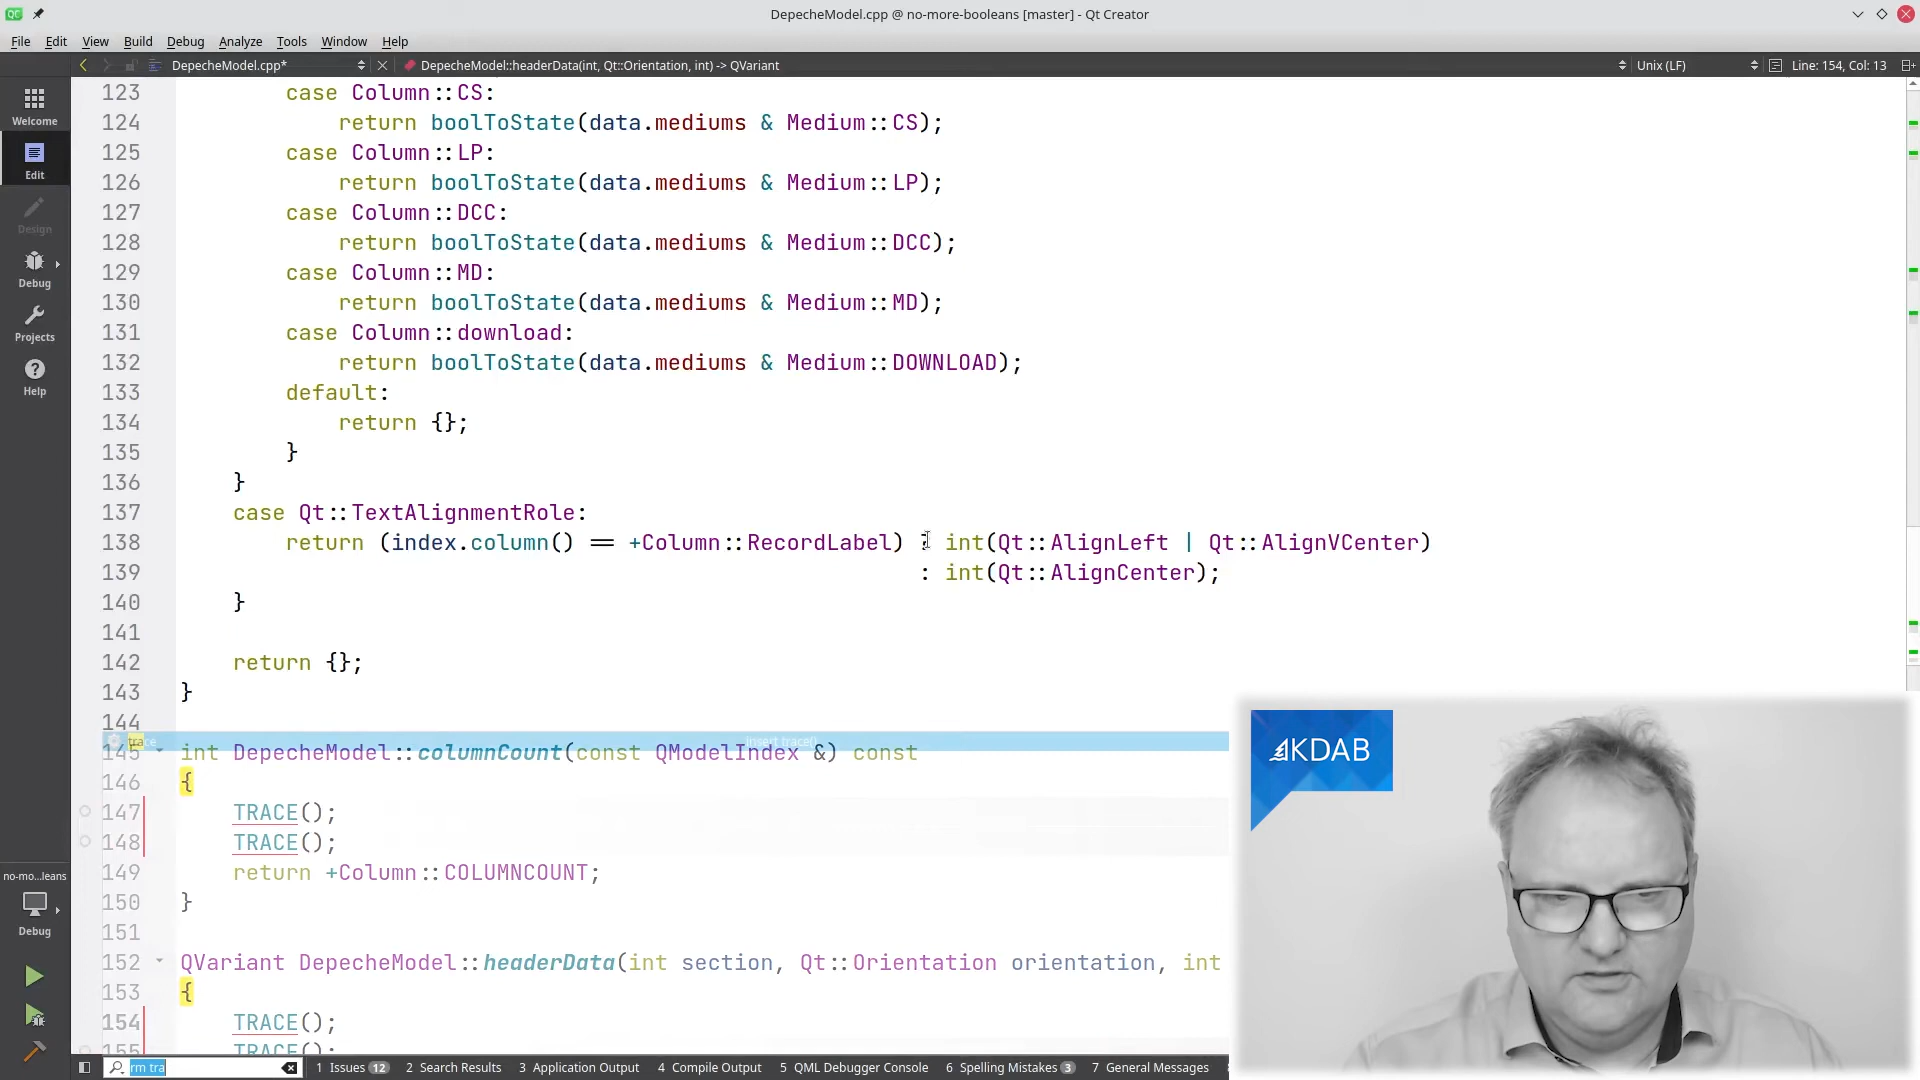 DepecheModel.cpp @ no-more-booleans [master] - Qt Creator
File Edit View Build Debug Analyze Tools Window Help
DepecheModel.cpp* DepecheModel::headerData(int, Qt::Orientation, int) -> QVariant Unix (LF) Line: 154, Col: 13
Welcome
Edit
Design
Debug
Projects
Help
no-mo...leans
Debug
123 case Column::CS:
124 return boolToState(data.mediums & Medium::CS);
125 case Column::LP:
126 return boolToState(data.mediums & Medium::LP);
127 case Column::DCC:
128 return boolToState(data.mediums & Medium::DCC);
129 case Column::MD:
130 return boolToState(data.mediums & Medium::MD);
131 case Column::download:
132 return boolToState(data.mediums & Medium::DOWNLOAD);
133 default:
134 return {};
135 }
136 }
137 case Qt::TextAlignmentRole:
138 return (index.column() == +Column::RecordLabel) ? int(Qt::AlignLeft | Qt::AlignVCenter)
139 : int(Qt::AlignCenter);
140 }
141
142 return {};
143 }
144
trace insert trace()
145 int DepecheModel::columnCount(const QModelIndex &) const
146 {
147 TRACE();
148 TRACE();
149 return +Column::COLUMNCOUNT;
150 }
151
152 QVariant DepecheModel::headerData(int section, Qt::Orientation orientation, int
153 {
154 TRACE();
155 TRACE();
KDAB
rm tra 1 Issues 12 2 Search Results 3 Application Output 4 Compile Output 5 QML Debugger Console 6 Spelling Mistakes 3 7 General Messages